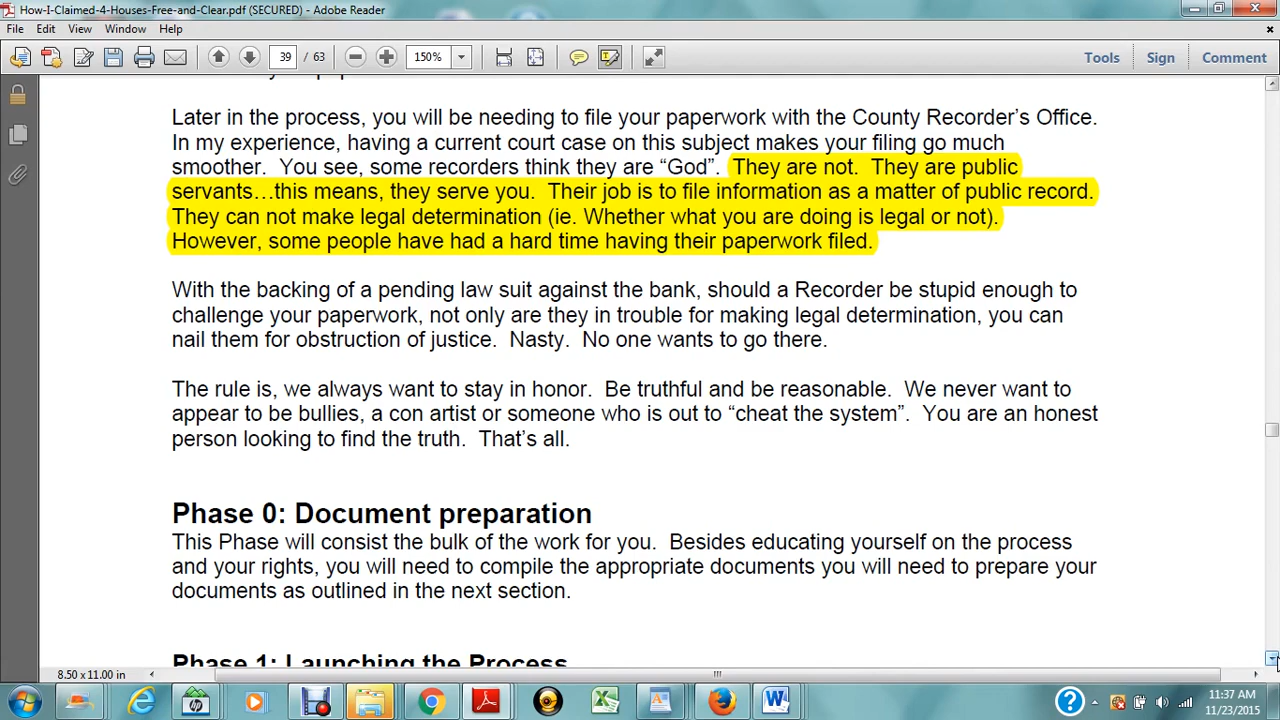 How-I-Claimed-4-Houses-Free-and-Clear.pdf (SECURED) - Adobe Reader
File Edit View Window Help
39 / 63 150% Tools Sign Comment
Later in the process, you will be needing to file your paperwork with the County Recorder’s Office.
In my experience, having a current court case on this subject makes your filing go much
smoother. You see, some recorders think they are “God”. They are not. They are public
servants…this means, they serve you. Their job is to file information as a matter of public record.
They can not make legal determination (ie. Whether what you are doing is legal or not).
However, some people have had a hard time having their paperwork filed.
With the backing of a pending law suit against the bank, should a Recorder be stupid enough to
challenge your paperwork, not only are they in trouble for making legal determination, you can
nail them for obstruction of justice. Nasty. No one wants to go there.
The rule is, we always want to stay in honor. Be truthful and be reasonable. We never want to
appear to be bullies, a con artist or someone who is out to “cheat the system”. You are an honest
person looking to find the truth. That’s all.
Phase 0: Document preparation
This Phase will consist the bulk of the work for you. Besides educating yourself on the process
and your rights, you will need to compile the appropriate documents you will need to prepare your
documents as outlined in the next section.
Phase 1: Launching the Process
8.50 x 11.00 in
11:37 AM
11/23/2015